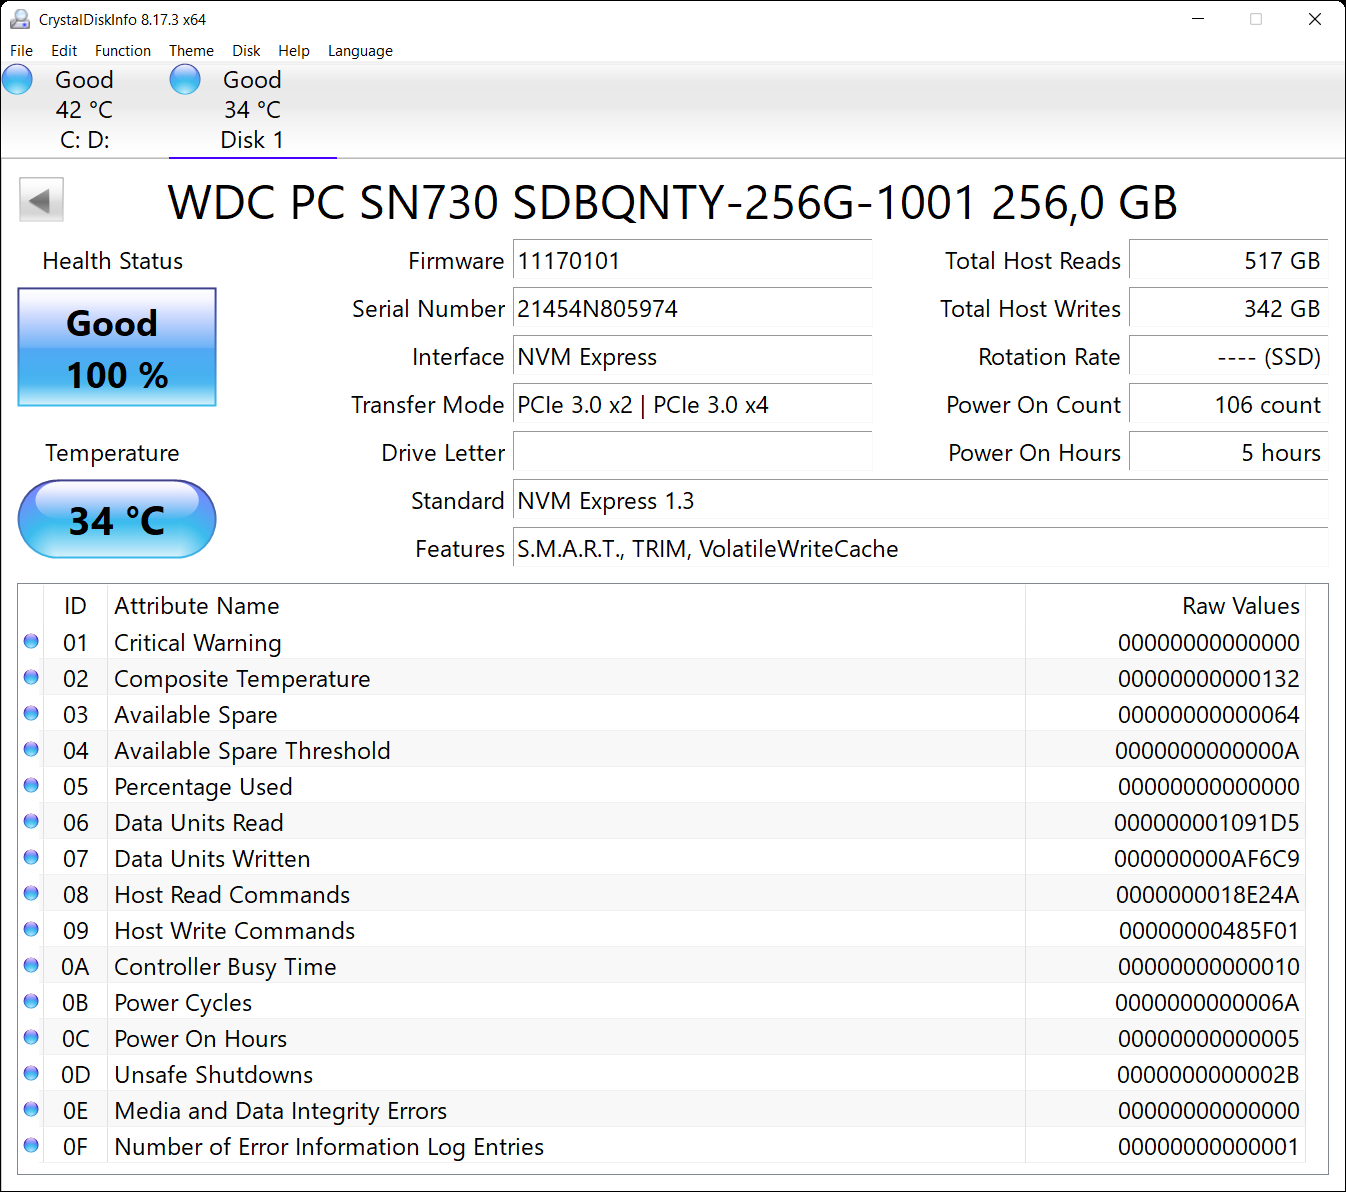 CrystalDiskInfo 8.17.3 x64
File Edit Function Theme Disk Help Language
Good Good
42 °C 34 °C
C: D: Disk 1
WDC PC SN730 SDBQNTY-256G-1001 256,0 GB
Health Status
Good
100 %
Temperature
34 °C
Firmware 11170101
Serial Number 21454N805974
Interface NVM Express
Transfer Mode PCIe 3.0 x2 | PCIe 3.0 x4
Drive Letter
Standard NVM Express 1.3
Features S.M.A.R.T., TRIM, VolatileWriteCache
Total Host Reads 517 GB
Total Host Writes 342 GB
Rotation Rate ---- (SSD)
Power On Count 106 count
Power On Hours 5 hours
ID Attribute Name Raw Values
01 Critical Warning 00000000000000
02 Composite Temperature 00000000000132
03 Available Spare 00000000000064
04 Available Spare Threshold 0000000000000A
05 Percentage Used 00000000000000
06 Data Units Read 000000001091D5
07 Data Units Written 000000000AF6C9
08 Host Read Commands 0000000018E24A
09 Host Write Commands 00000000485F01
0A Controller Busy Time 00000000000010
0B Power Cycles 0000000000006A
0C Power On Hours 00000000000005
0D Unsafe Shutdowns 0000000000002B
0E Media and Data Integrity Errors 00000000000000
0F Number of Error Information Log Entries 00000000000001